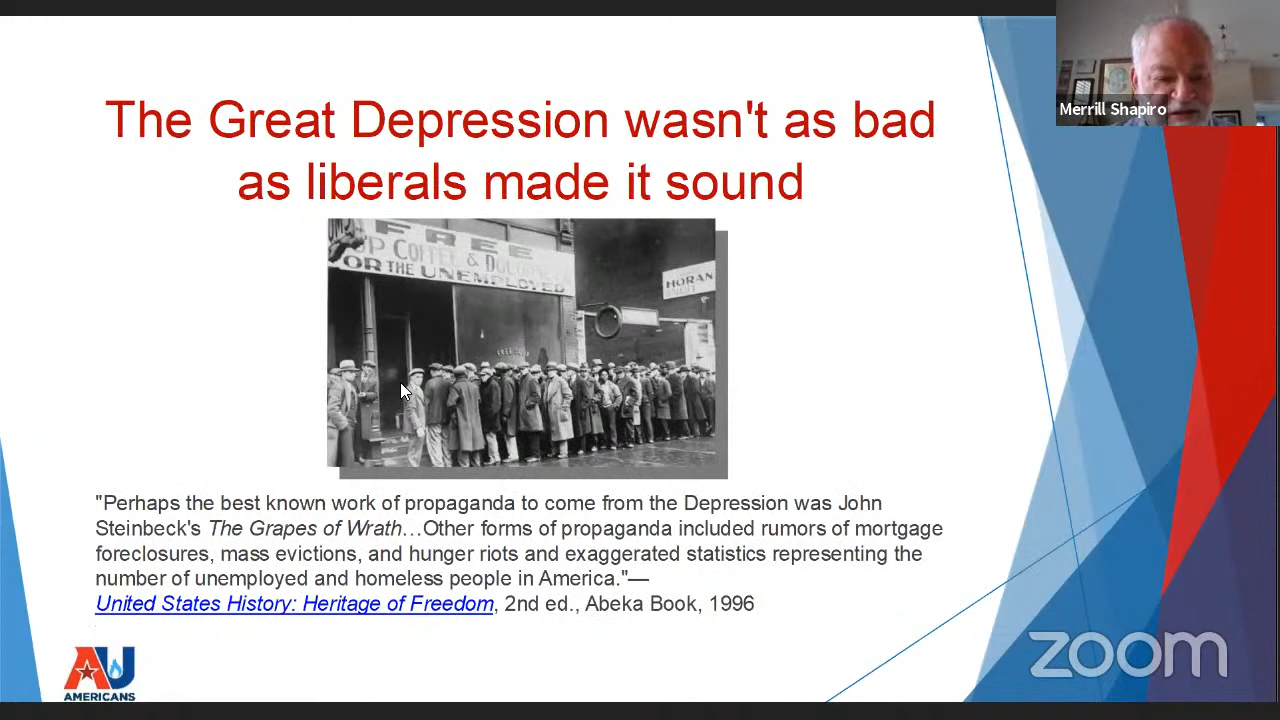 Merrill Shapiro
The Great Depression wasn't as bad
as liberals made it sound
FREE
COFFEE & DOUGHNUTS
FOR THE UNEMPLOYED
HORAN
"Perhaps the best known work of propaganda to come from the Depression was John
Steinbeck's The Grapes of Wrath…Other forms of propaganda included rumors of mortgage
foreclosures, mass evictions, and hunger riots and exaggerated statistics representing the
number of unemployed and homeless people in America."—
United States History: Heritage of Freedom, 2nd ed., Abeka Book, 1996
AU
AMERICANS
zoom